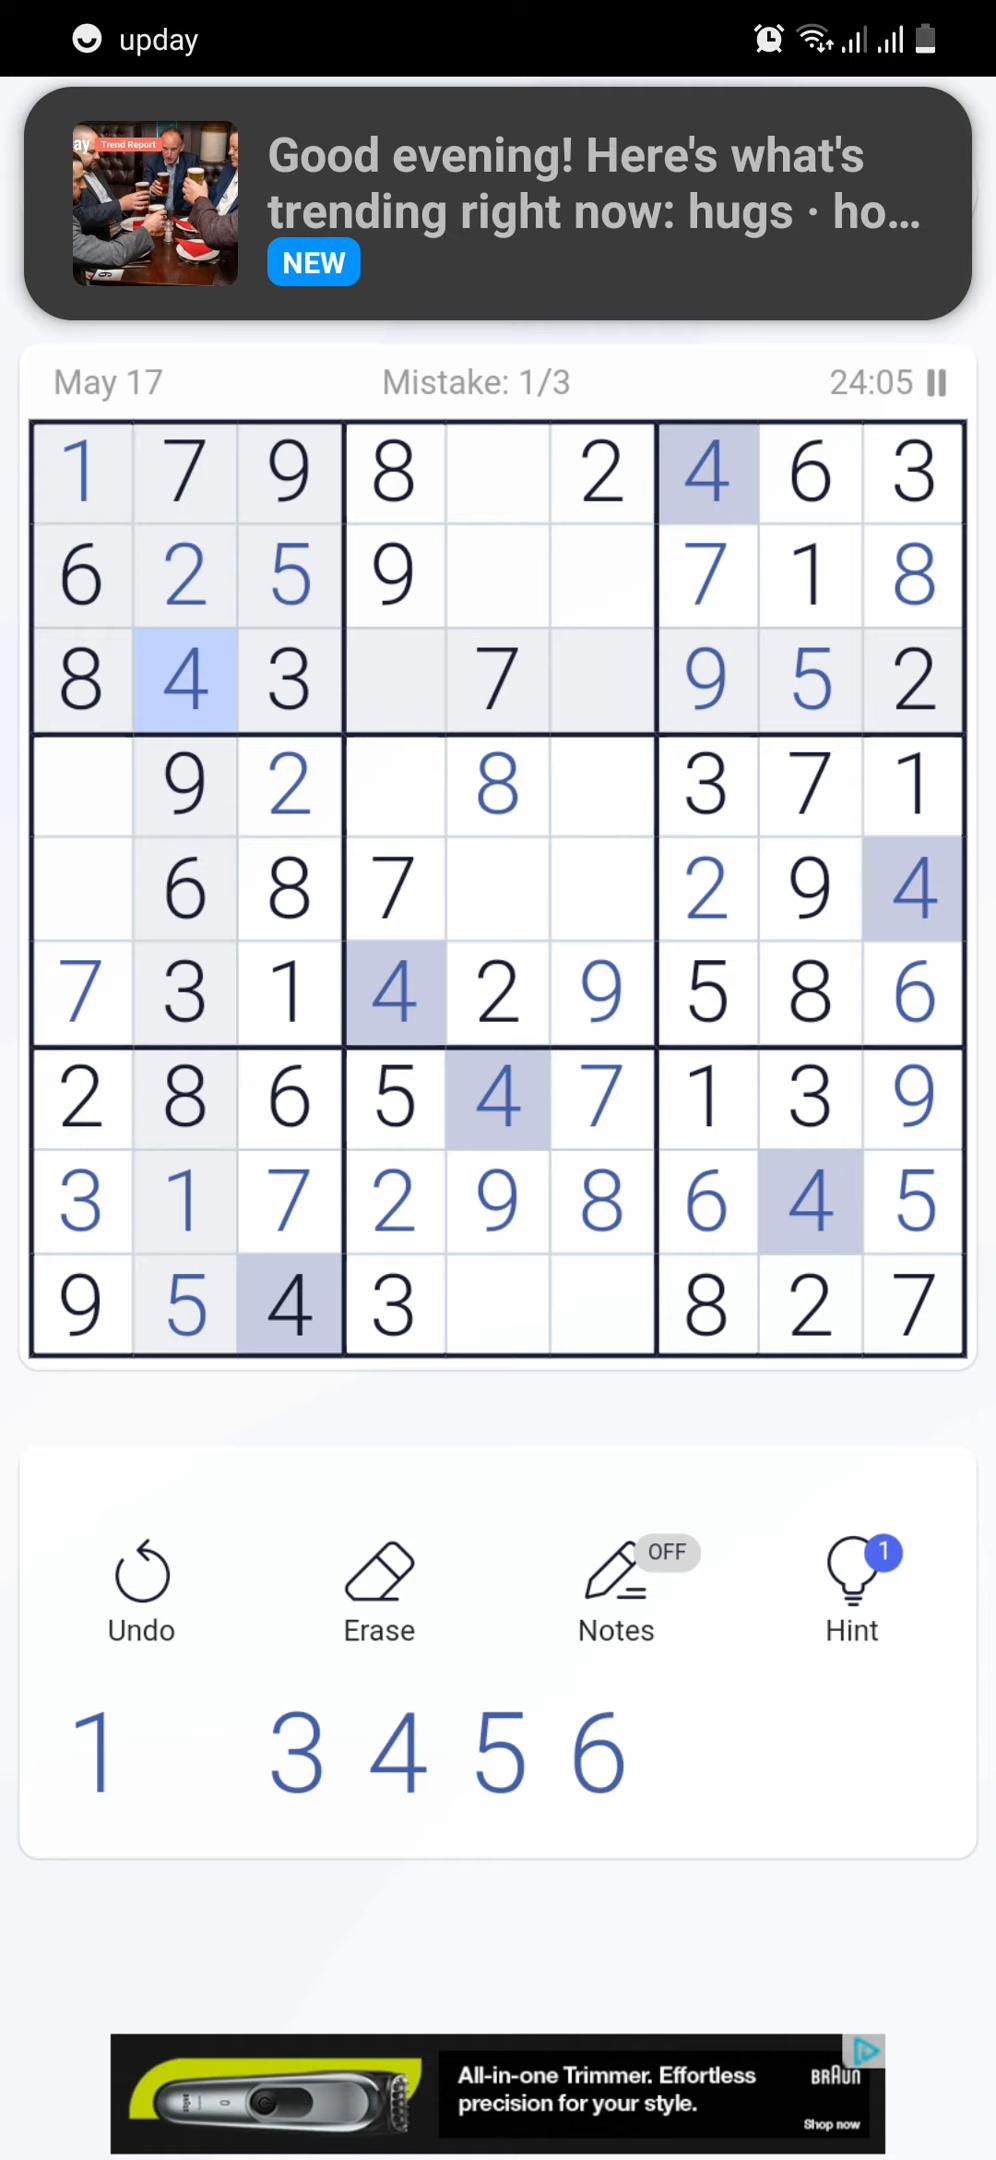 upday
ay Trend Report
Good evening! Here's what's
trending right now: hugs · ho...
NEW
May 17 Mistake: 1/3 24:05
1 7 9 8 2 4 6 3
6 2 5 9 7 1 8
8 4 3 7 9 5 2
9 2 8 3 7 1
6 8 7 2 9 4
7 3 1 4 2 9 5 8 6
2 8 6 5 4 7 1 3 9
3 1 7 2 9 8 6 4 5
9 5 4 3 8 2 7
OFF 1
Undo Erase Notes Hint
1 3 4 5 6
All-in-one Trimmer. Effortless
precision for your style.
BRAUN
Shop now